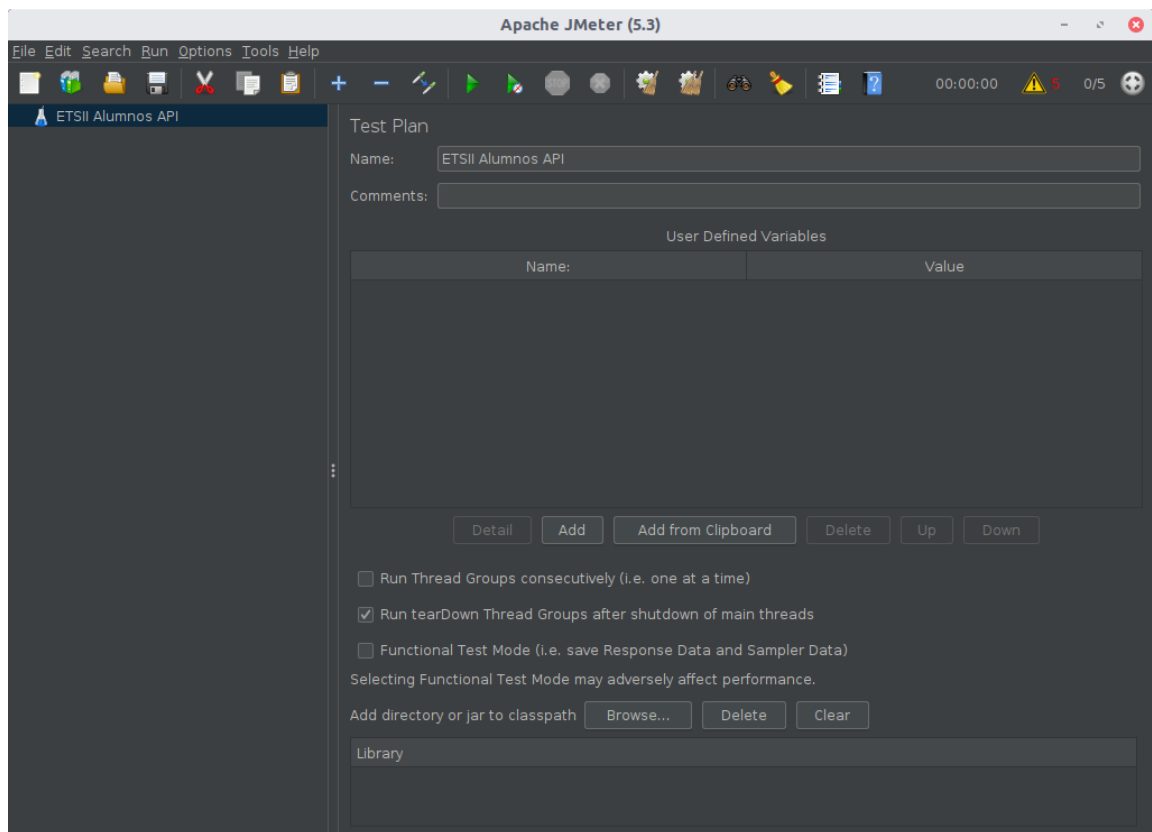 Apache JMeter (5.3)
File Edit Search Run Options Tools Help
STOP 00:00:00 5 0/5
ETSII Alumnos API
Test Plan
Name: ETSII Alumnos API
Comments:
User Defined Variables
Name: Value
Detail Add Add from Clipboard Delete Up Down
Run Thread Groups consecutively (i.e. one at a time)
Run tearDown Thread Groups after shutdown of main threads
Functional Test Mode (i.e. save Response Data and Sampler Data)
Selecting Functional Test Mode may adversely affect performance.
Add directory or jar to classpath Browse... Delete Clear
Library